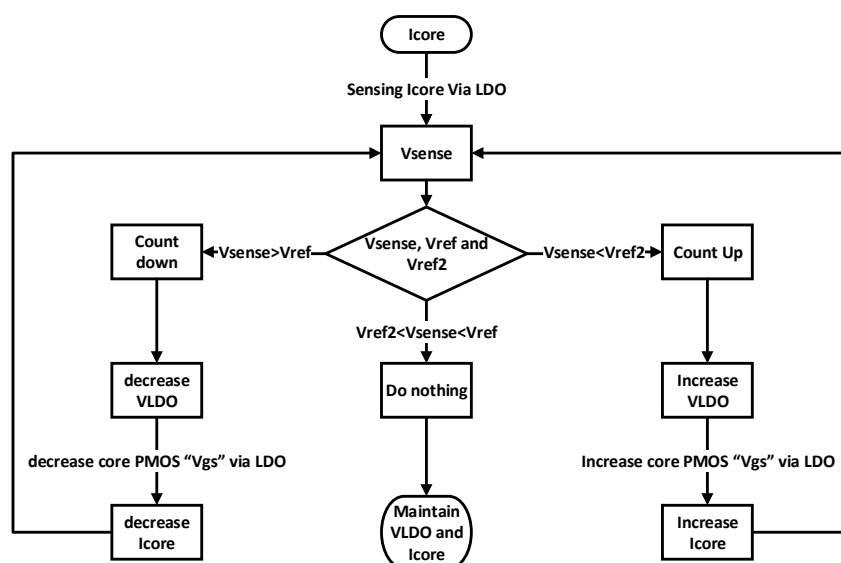 Icore
Sensing Icore Via LDO
Vsense
Count
down
Vsense>Vref
Vsense, Vref and
Vref2
Vsense<Vref2
Count Up
Vref2<Vsense<Vref
decrease
VLDO
Do nothing
Increase
VLDO
decrease core PMOS “Vgs” via LDO
Increase core PMOS “Vgs” via LDO
decrease
Icore
Maintain
VLDO and
Icore
Increase
Icore